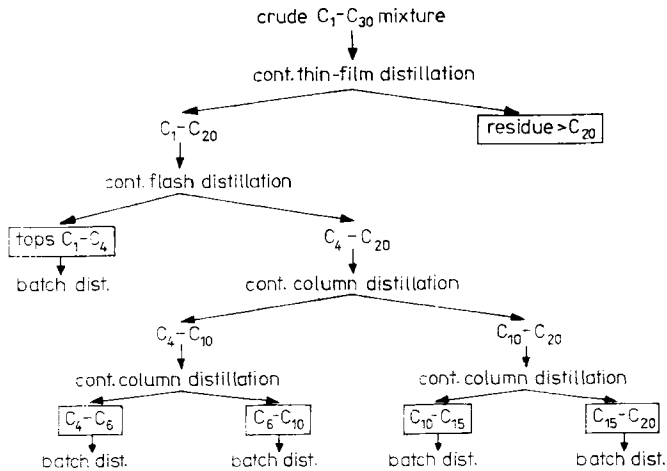 crude C₁-C₃₀ mixture
cont. thin-film distillation
C₁-C₂₀
residue > C₂₀
cont. flash distillation
tops C₁-C₄
C₄-C₂₀
batch dist.
cont. column distillation
C₄-C₁₀
C₁₀-C₂₀
cont. column distillation
cont. column distillation
C₄-C₆
C₆-C₁₀
C₁₀-C₁₅
C₁₅-C₂₀
batch dist.
batch dist.
batch dist.
batch dist.